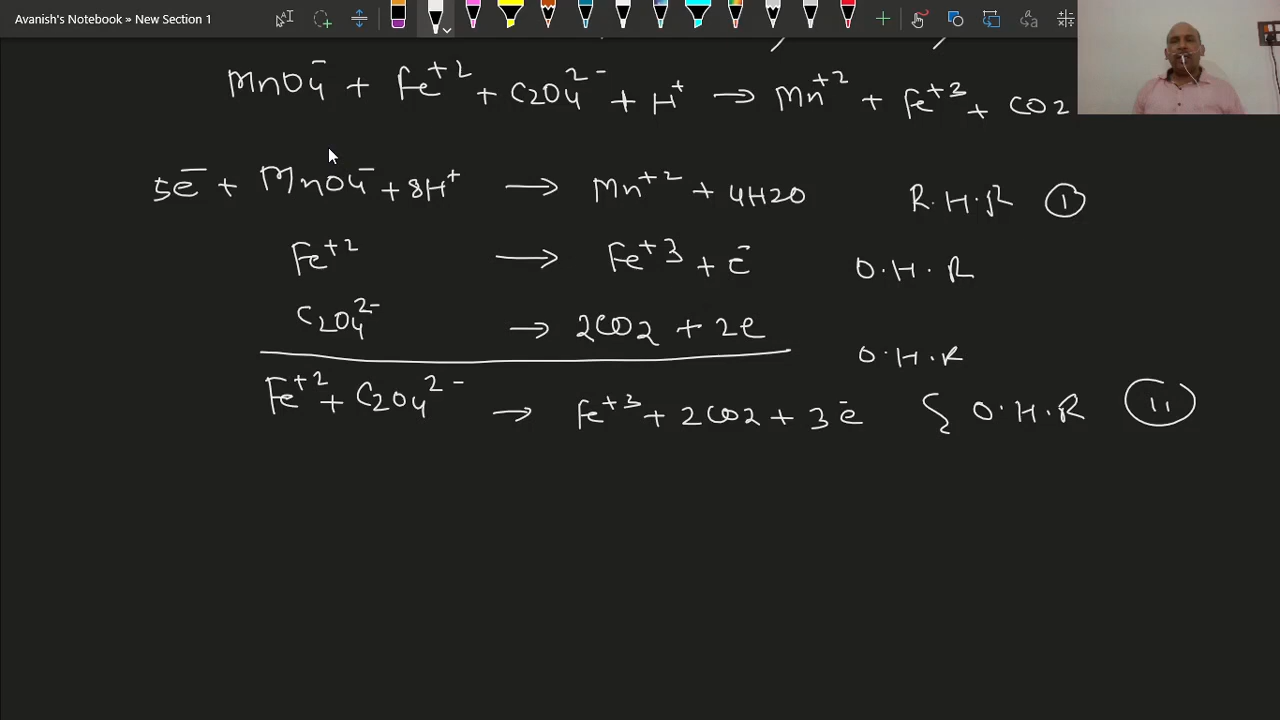 Avanish's Notebook » New Section 1
MnO4⁻ + Fe⁺² + C2O4²⁻ + H⁺ → Mn⁺² + Fe⁺³ + CO2
5e⁻ + MnO4⁻ + 8H⁺ → Mn⁺² + 4H2O R.H.R (I)
Fe⁺² → Fe⁺³ + e⁻ O.H.R
C2O4²⁻ → 2CO2 + 2e O.H.R
Fe⁺² + C2O4²⁻ → Fe⁺³ + 2CO2 + 3e⁻ { O.H.R (II)